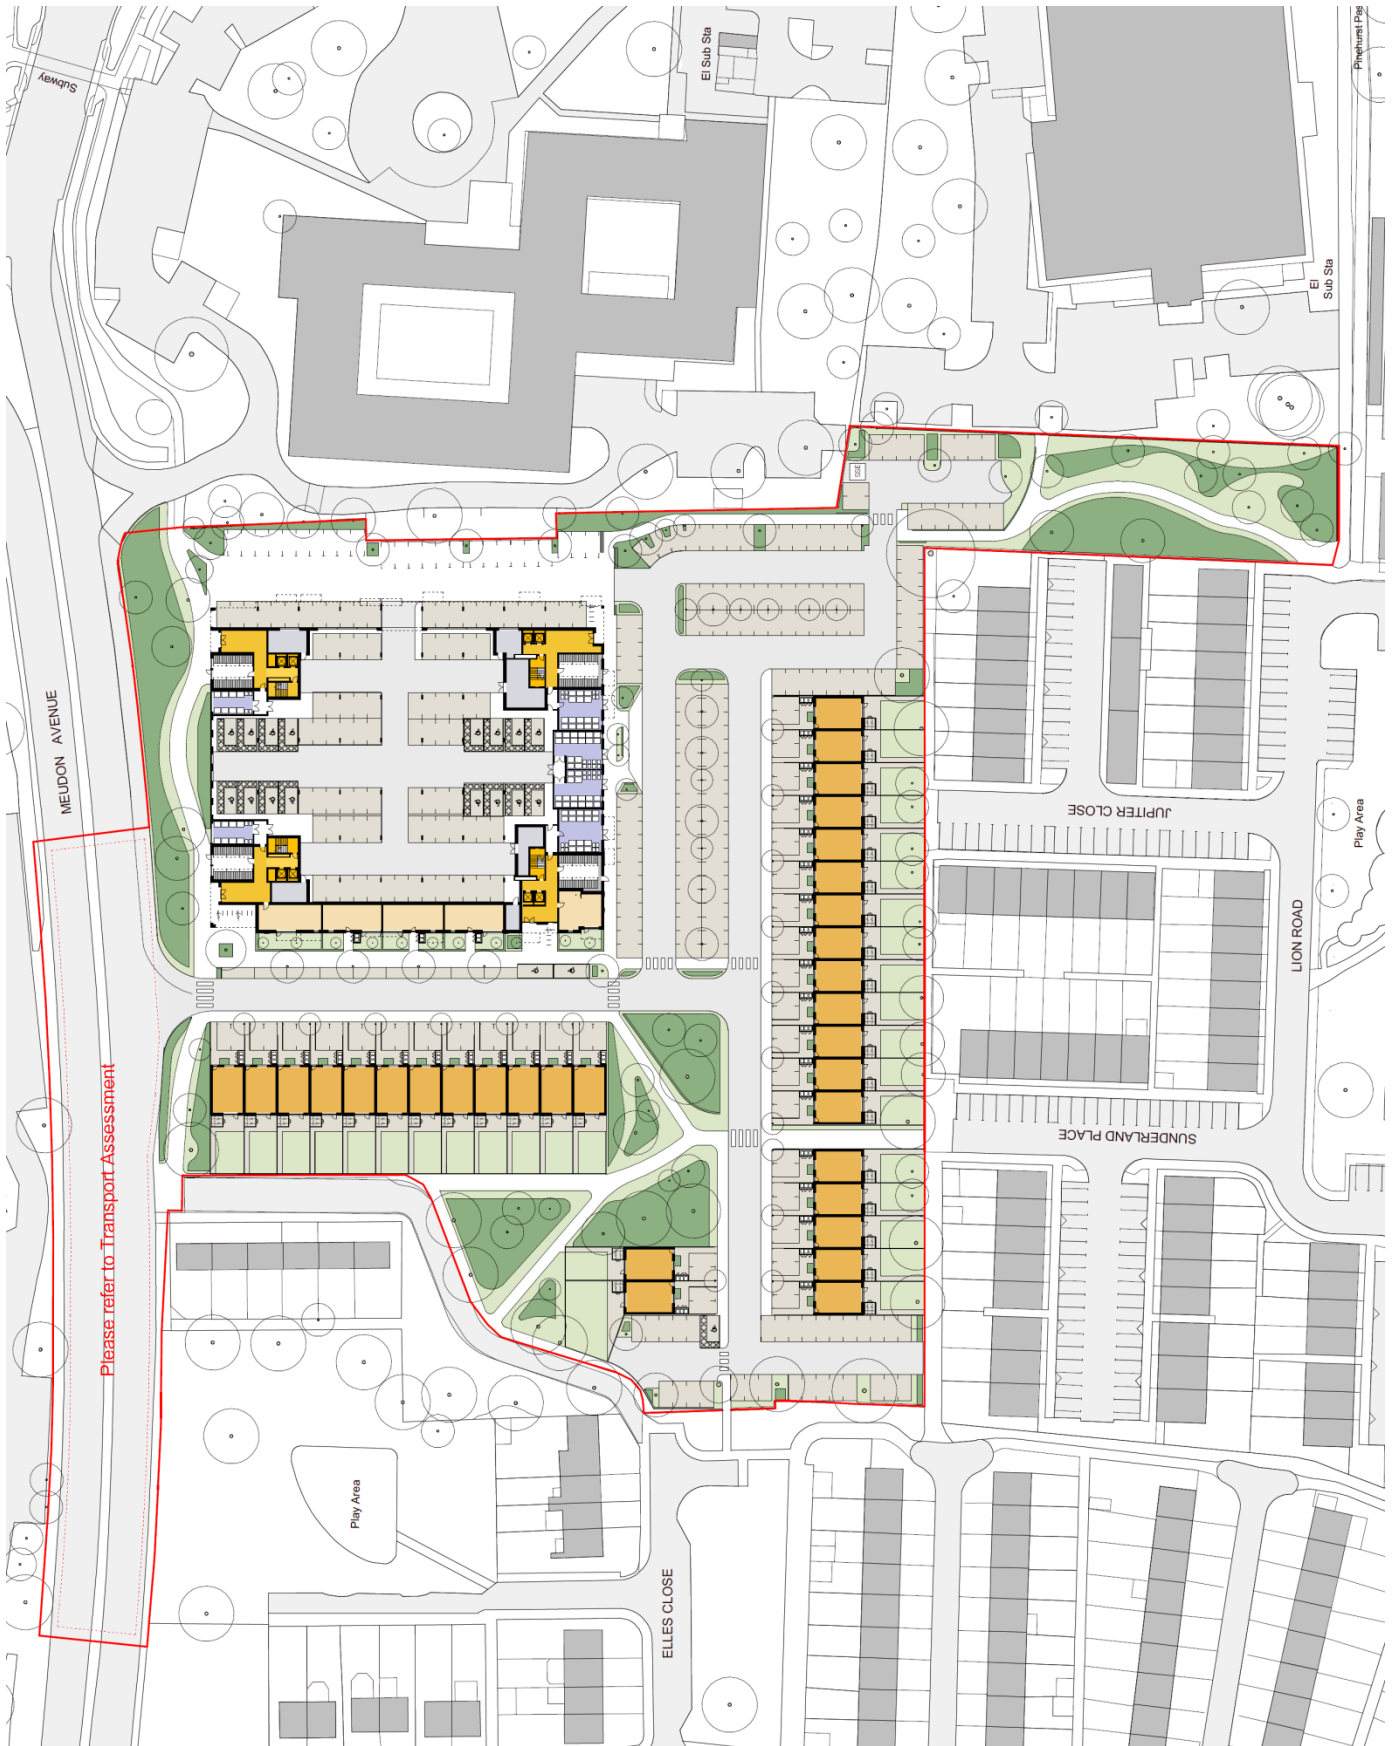 Subway
El Sub Sta
Pinehurst Pas
El
Sub Sta
SSE
MEUDON AVENUE
JUPITER CLOSE
Play Area
LION ROAD
SUNDERLAND PLACE
Please refer to Transport Assessment
Play Area
ELLES CLOSE